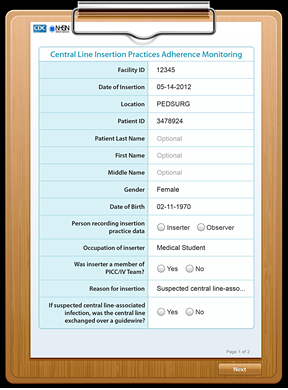 CDC NHSN
Central Line Insertion Practices Adherence Monitoring
Facility ID 12345
Date of Insertion 05-14-2012
Location PEDSURG
Patient ID 3478924
Patient Last Name Optional
First Name Optional
Middle Name Optional
Gender Female
Date of Birth 02-11-1970
Person recording insertion
practice data Inserter Observer
Occupation of inserter Medical Student
Was inserter a member of
PICC/IV Team? Yes No
Reason for insertion Suspected central line-asso...
If suspected central line-associated
infection, was the central line
exchanged over a guidewire? Yes No
Page 1 of 2
Next